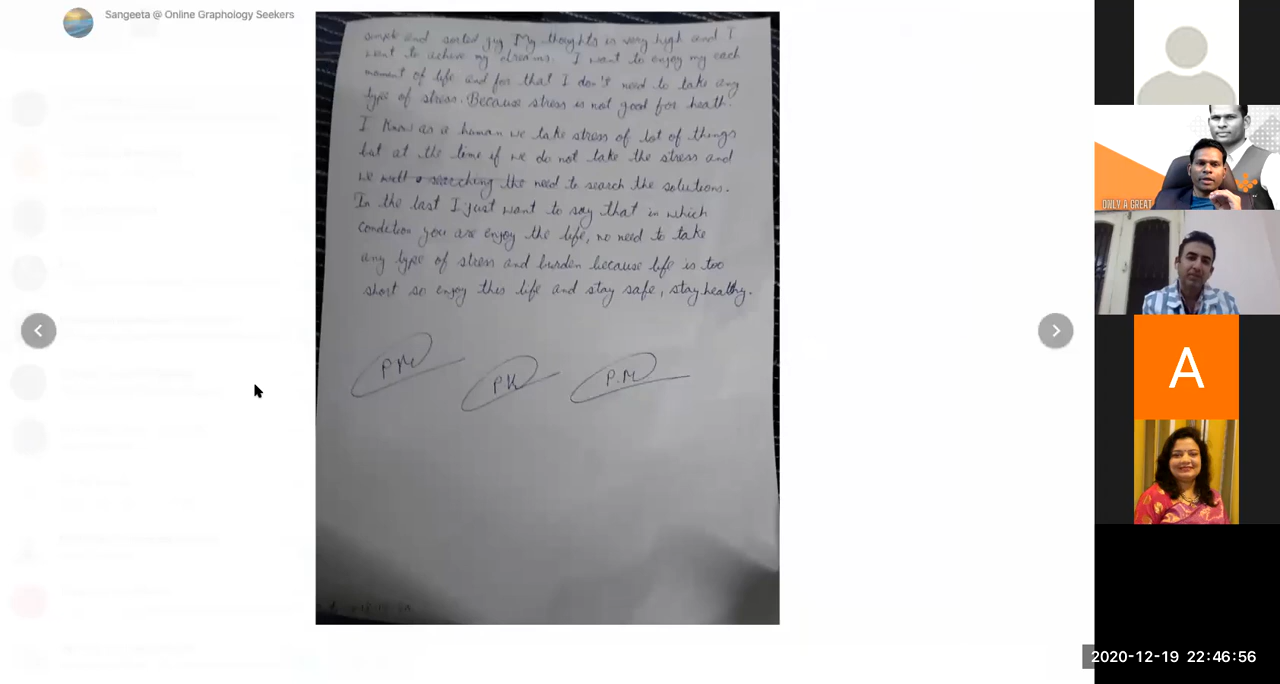 Sangeeta @ Online Graphology Seekers
simple and sorted guy My thoughts is very high and I
want to achieve my dreams. I want to enjoy my each
moment of life and for that I don't need to take any
type of stress. Because stress is not good for heath.
I know as a human we take stress of lot of things
but at the time if we do not take the stress and
we searching the need to search the solutions.
In the last I just want to say that in which
condition you are enjoy the life, no need to take
any type of stress and burden because life is too
short so enjoy this life and stay safe, stay healthy.
P.M
PM
P.M
ONLY A GREAT
A
2020-12-19 22:46:56